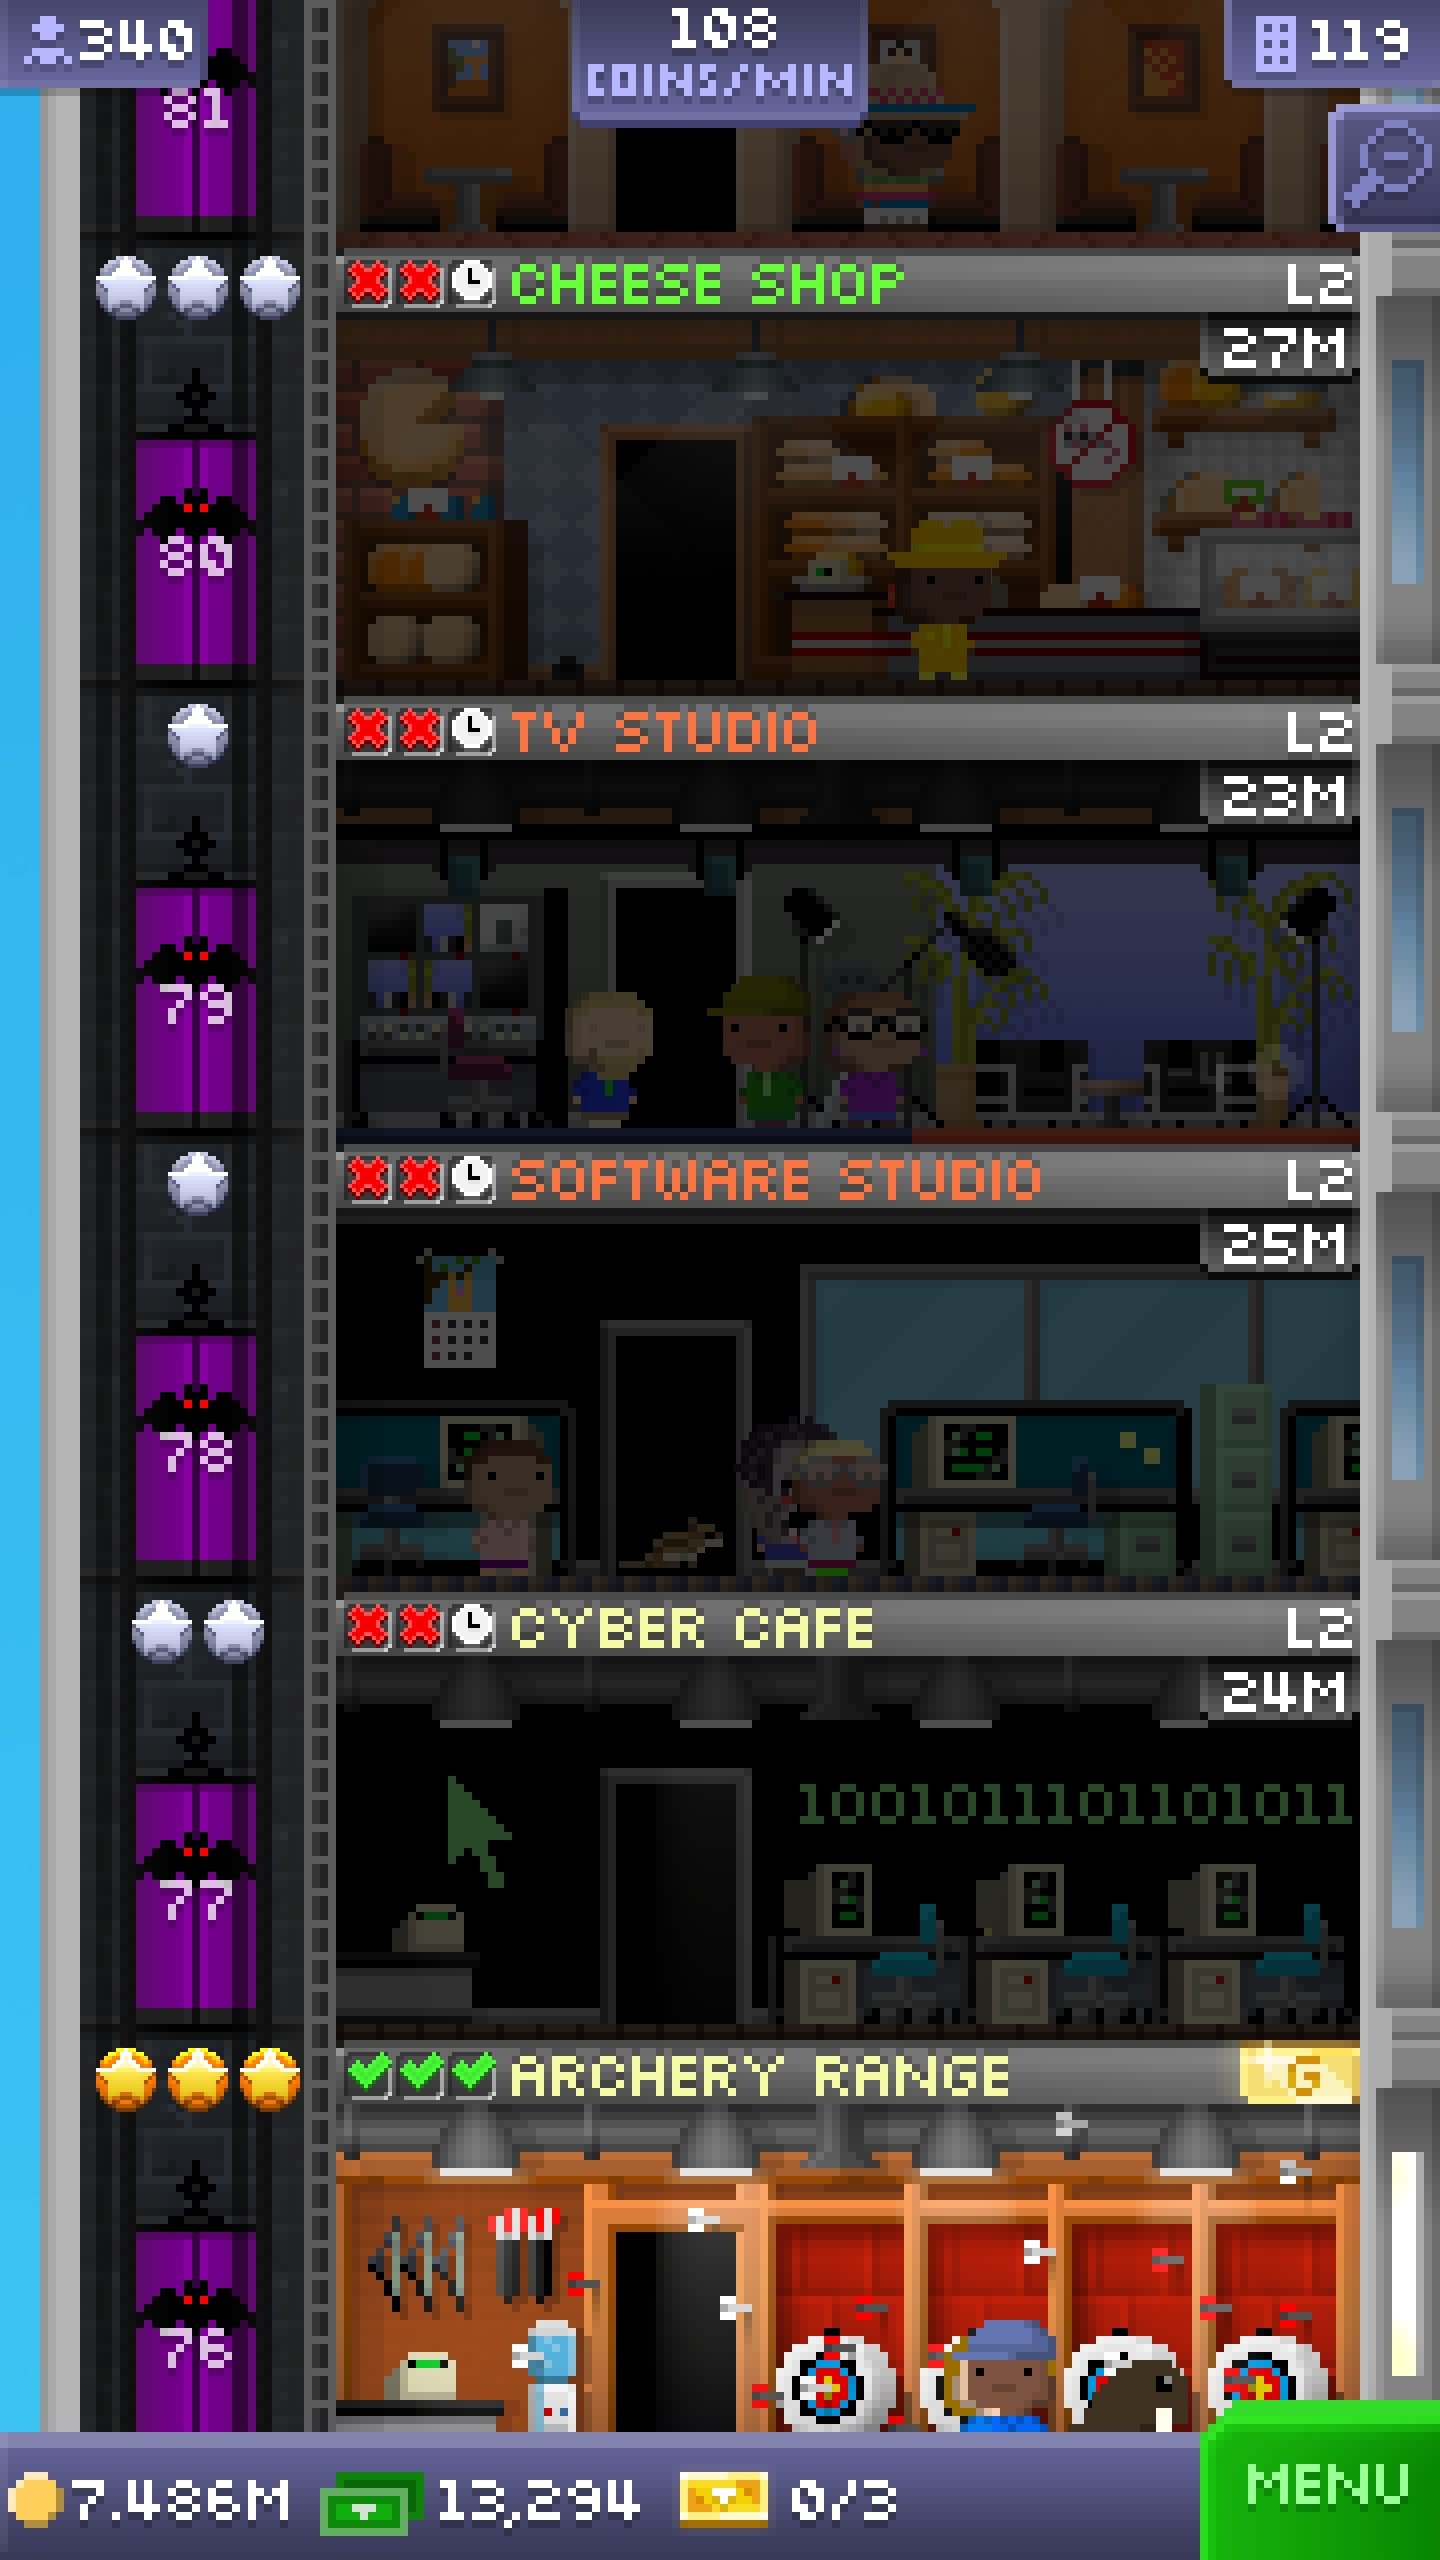 340
108
COINS/MIN
119
81
CHEESE SHOP L2
27M
80
TV STUDIO L2
23M
79
SOFTWARE STUDIO L2
25M
78
CYBER CAFE L2
24M
1001011101101011
77
ARCHERY RANGE G
76
7.486M 13,294 0/3 MENU